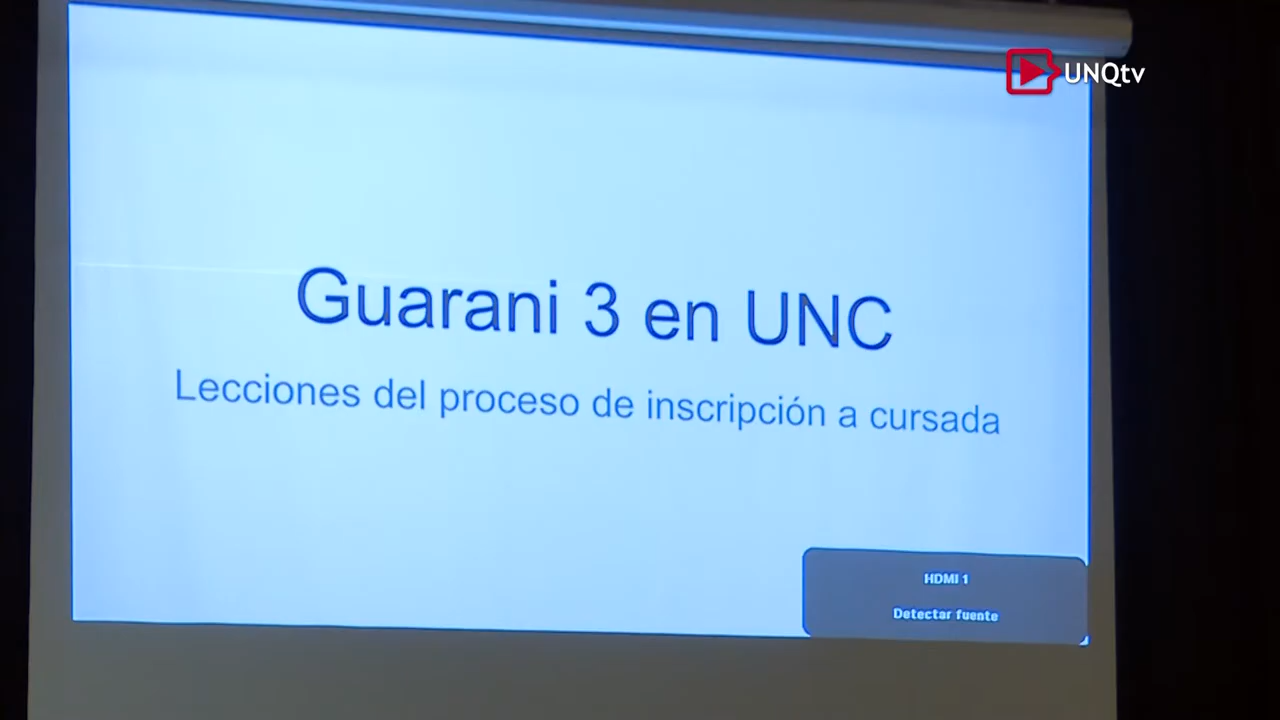 UNQtv
Guarani 3 en UNC
Lecciones del proceso de inscripción a cursada
HDMI 1
Detectar fuente